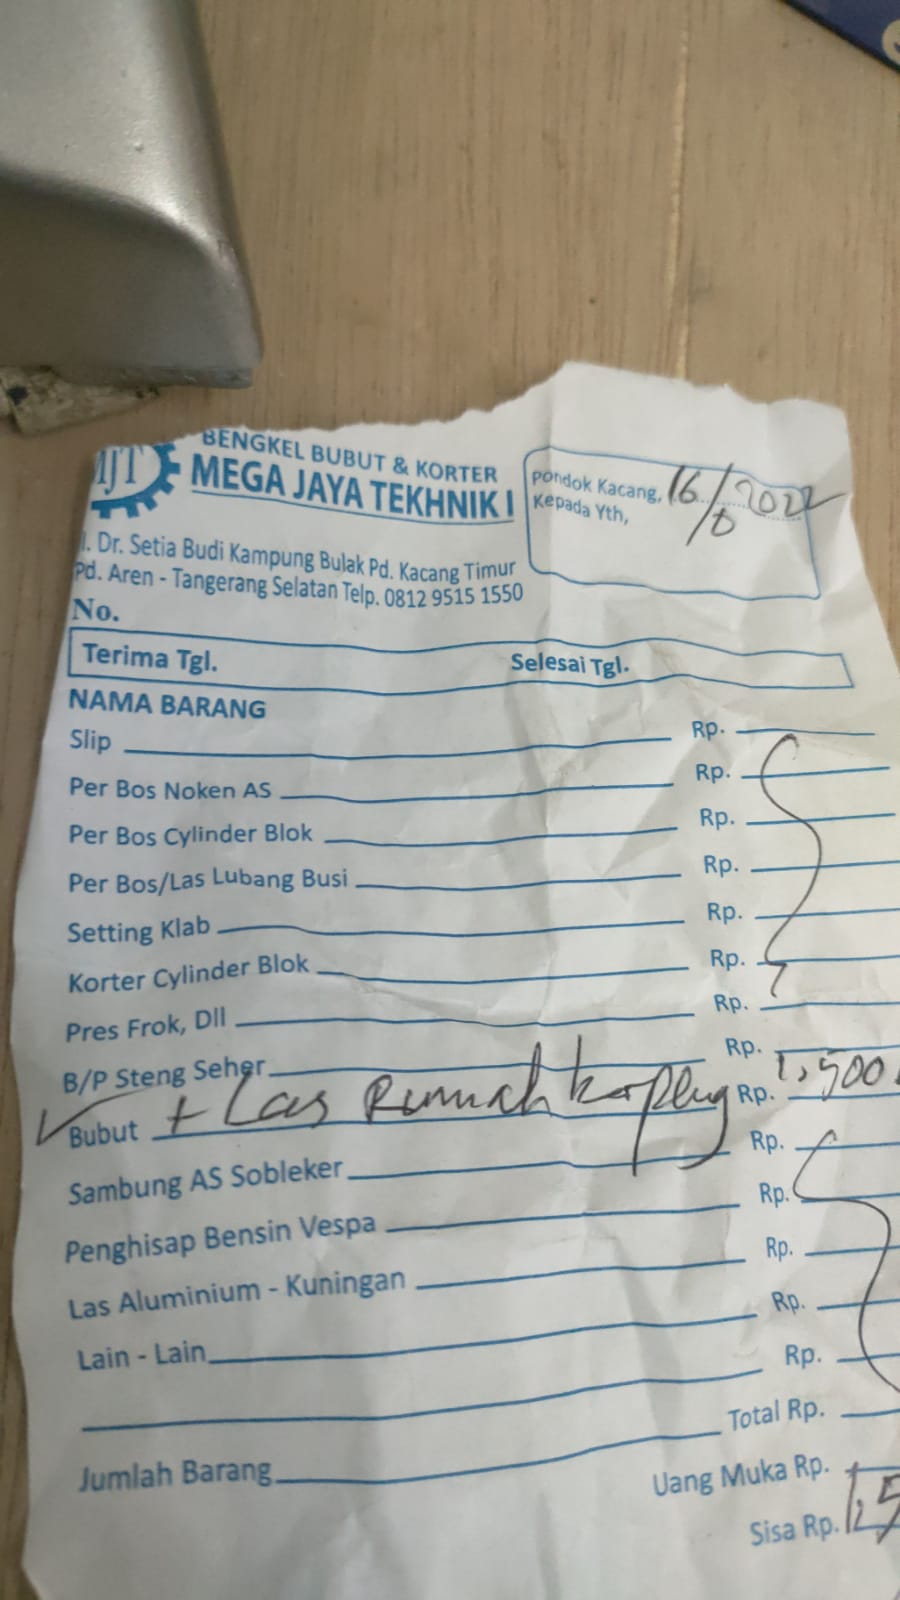 MJT
BENGKEL BUBUT & KORTER
MEGA JAYA TEKHNIK I
Pondok Kacang, 16/8 2022
Kepada Yth,
l. Dr. Setia Budi Kampung Bulak Pd. Kacang Timur
Pd. Aren - Tangerang Selatan Telp. 0812 9515 1550
No.
Terima Tgl. Selesai Tgl.
NAMA BARANG
Slip Rp.
Per Bos Noken AS Rp.
Per Bos Cylinder Blok Rp.
Per Bos/Las Lubang Busi Rp.
Setting Klab Rp.
Korter Cylinder Blok Rp.
Pres Frok, Dll Rp.
B/P Steng Seher Rp.
Bubut + Las Rumah kopleng Rp. 1,500
Sambung AS Sobleker Rp.
Penghisap Bensin Vespa Rp.
Las Aluminium - Kuningan Rp.
Lain - Lain Rp.
Rp.
Jumlah Barang Total Rp.
Uang Muka Rp.
Sisa Rp. 1,5